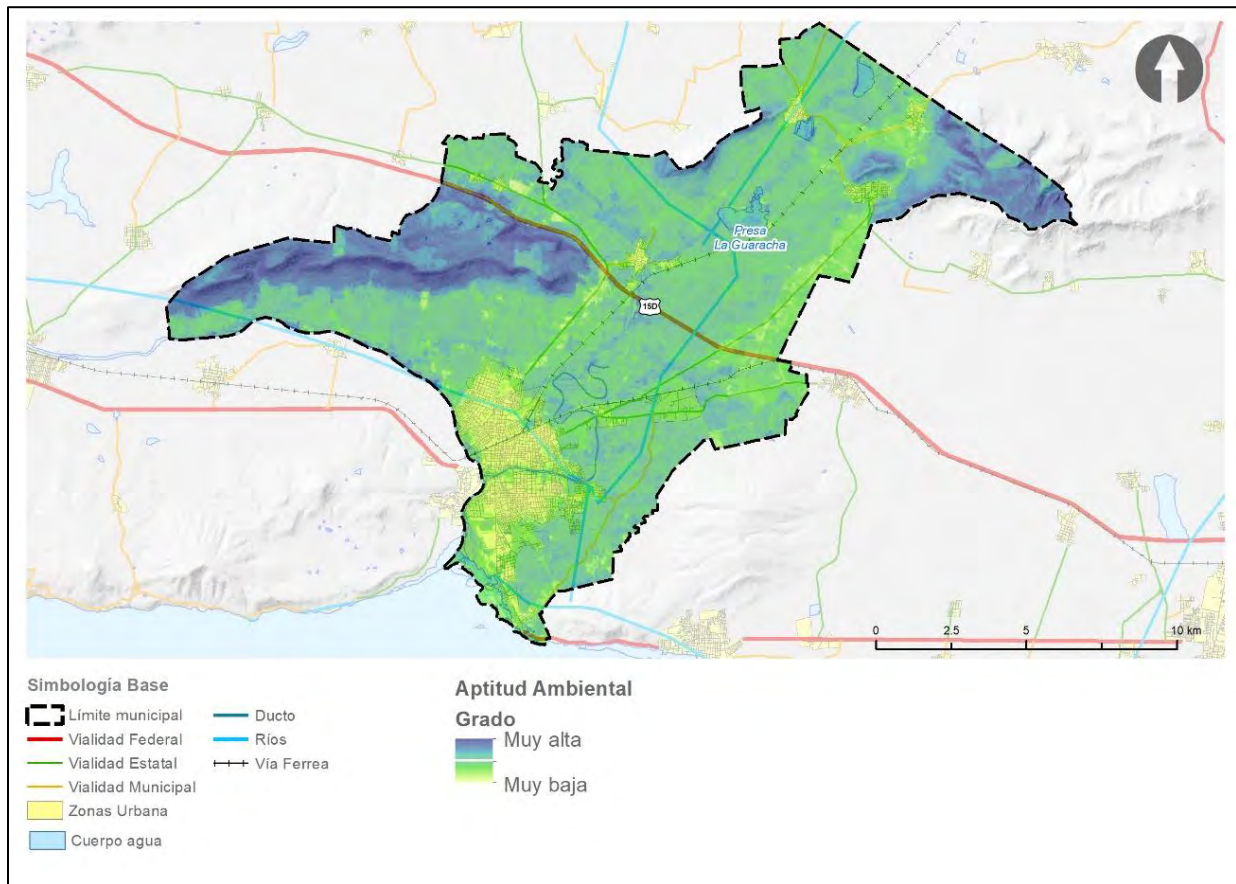 Presa
La Guaracha
15D
0 2.5 5 10 km
Simbología Base
Límite municipal
Vialidad Federal
Vialidad Estatal
Vialidad Municipal
Zonas Urbana
Cuerpo agua
Ducto
Ríos
Vía Ferrea
Aptitud Ambiental
Grado
Muy alta
Muy baja